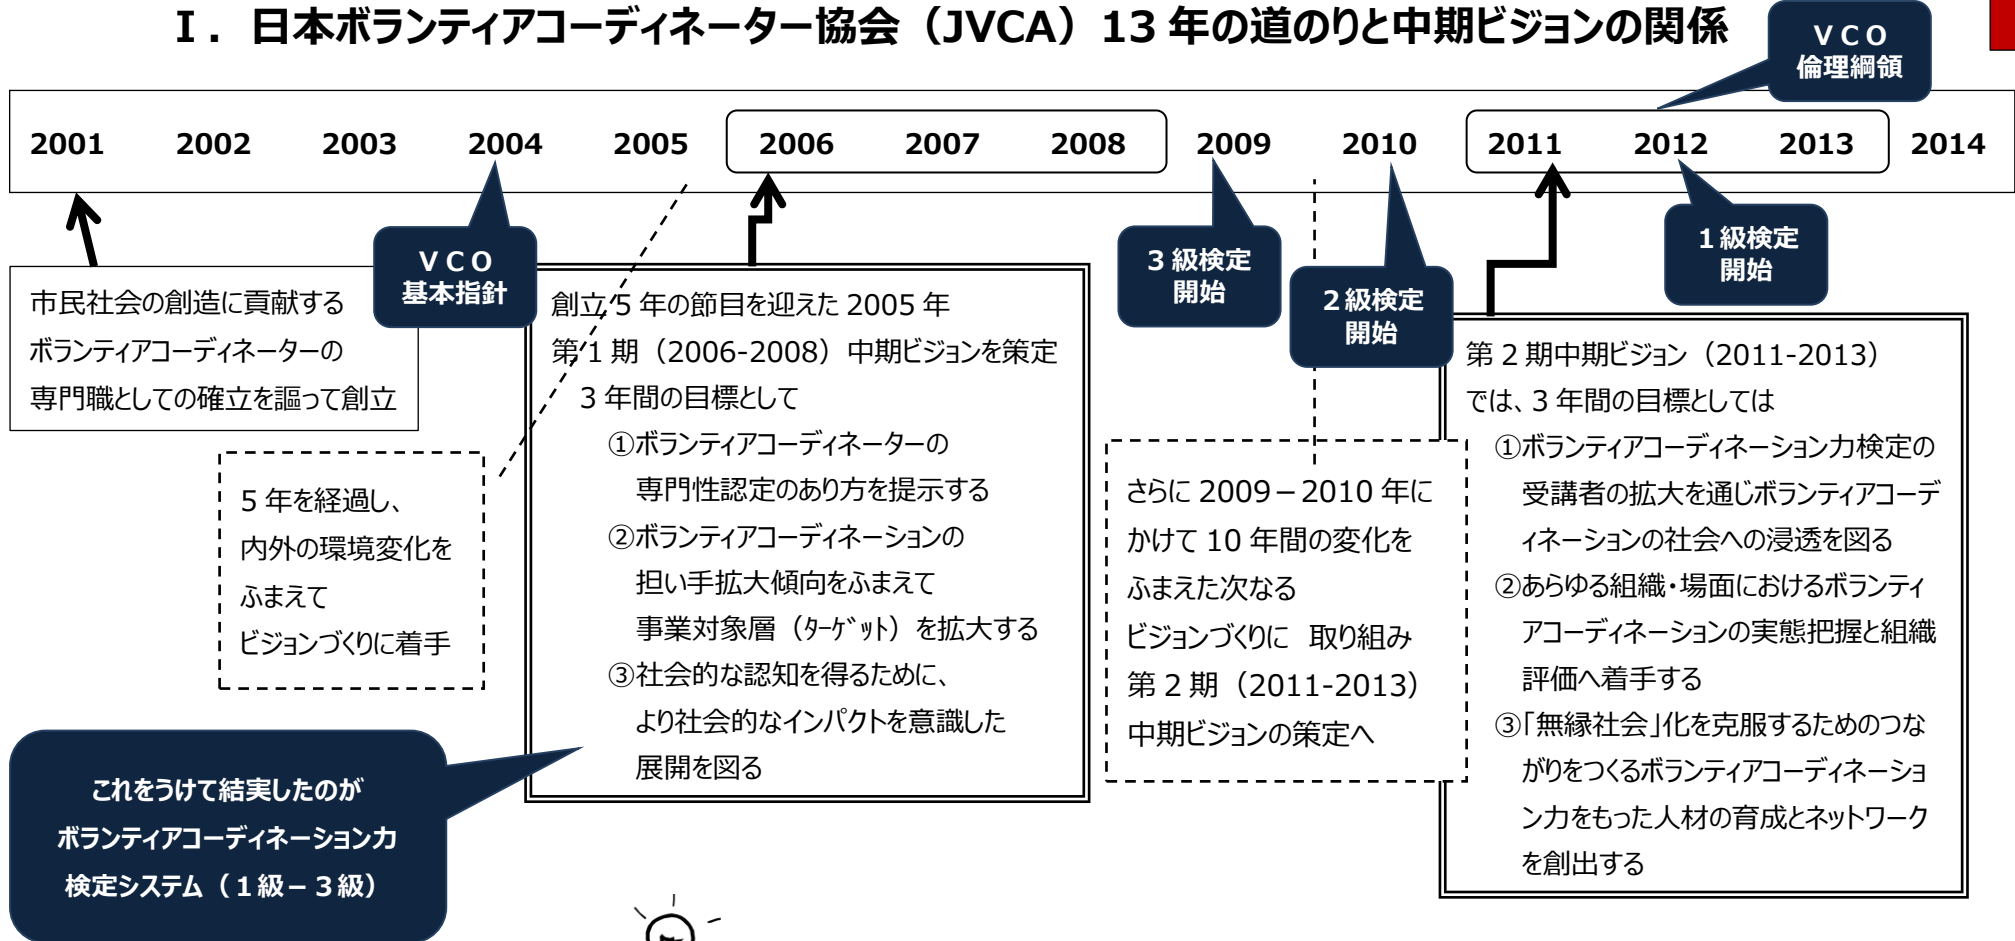 Ⅰ．日本ボランティアコーディネーター協会（JVCA）13 年の道のりと中期ビジョンの関係
ＶＣＯ
倫理綱領
2001 2002 2003 2004 2005 2006 2007 2008 2009 2010 2011 2012 2013 2014
ＶＣＯ
基本指針
３級検定
開始
２級検定
開始
１級検定
開始
市民社会の創造に貢献する
ボランティアコーディネーターの
専門職としての確立を謳って創立
5 年を経過し、
内外の環境変化を
ふまえて
ビジョンづくりに着手
創立 5 年の節目を迎えた 2005 年
第 1 期（2006-2008）中期ビジョンを策定
3 年間の目標として
①ボランティアコーディネーターの
専門性認定のあり方を提示する
②ボランティアコーディネーションの
担い手拡大傾向をふまえて
事業対象層（ﾀｰｹﾞｯﾄ）を拡大する
③社会的な認知を得るために、
より社会的なインパクトを意識した
展開を図る
これをうけて結実したのが
ボランティアコーディネーション力
検定システム（１級－３級）
さらに 2009－2010 年に
かけて 10 年間の変化を
ふまえた次なる
ビジョンづくりに 取り組み
第 2 期（2011-2013）
中期ビジョンの策定へ
第 2 期中期ビジョン（2011-2013）
では、3 年間の目標としては
①ボランティアコーディネーション力検定の
受講者の拡大を通じボランティアコーデ
ィネーションの社会への浸透を図る
②あらゆる組織・場面におけるボランティ
アコーディネーションの実態把握と組織
評価へ着手する
③「無縁社会」化を克服するためのつな
がりをつくるボランティアコーディネーショ
ン力をもった人材の育成とネットワーク
を創出する